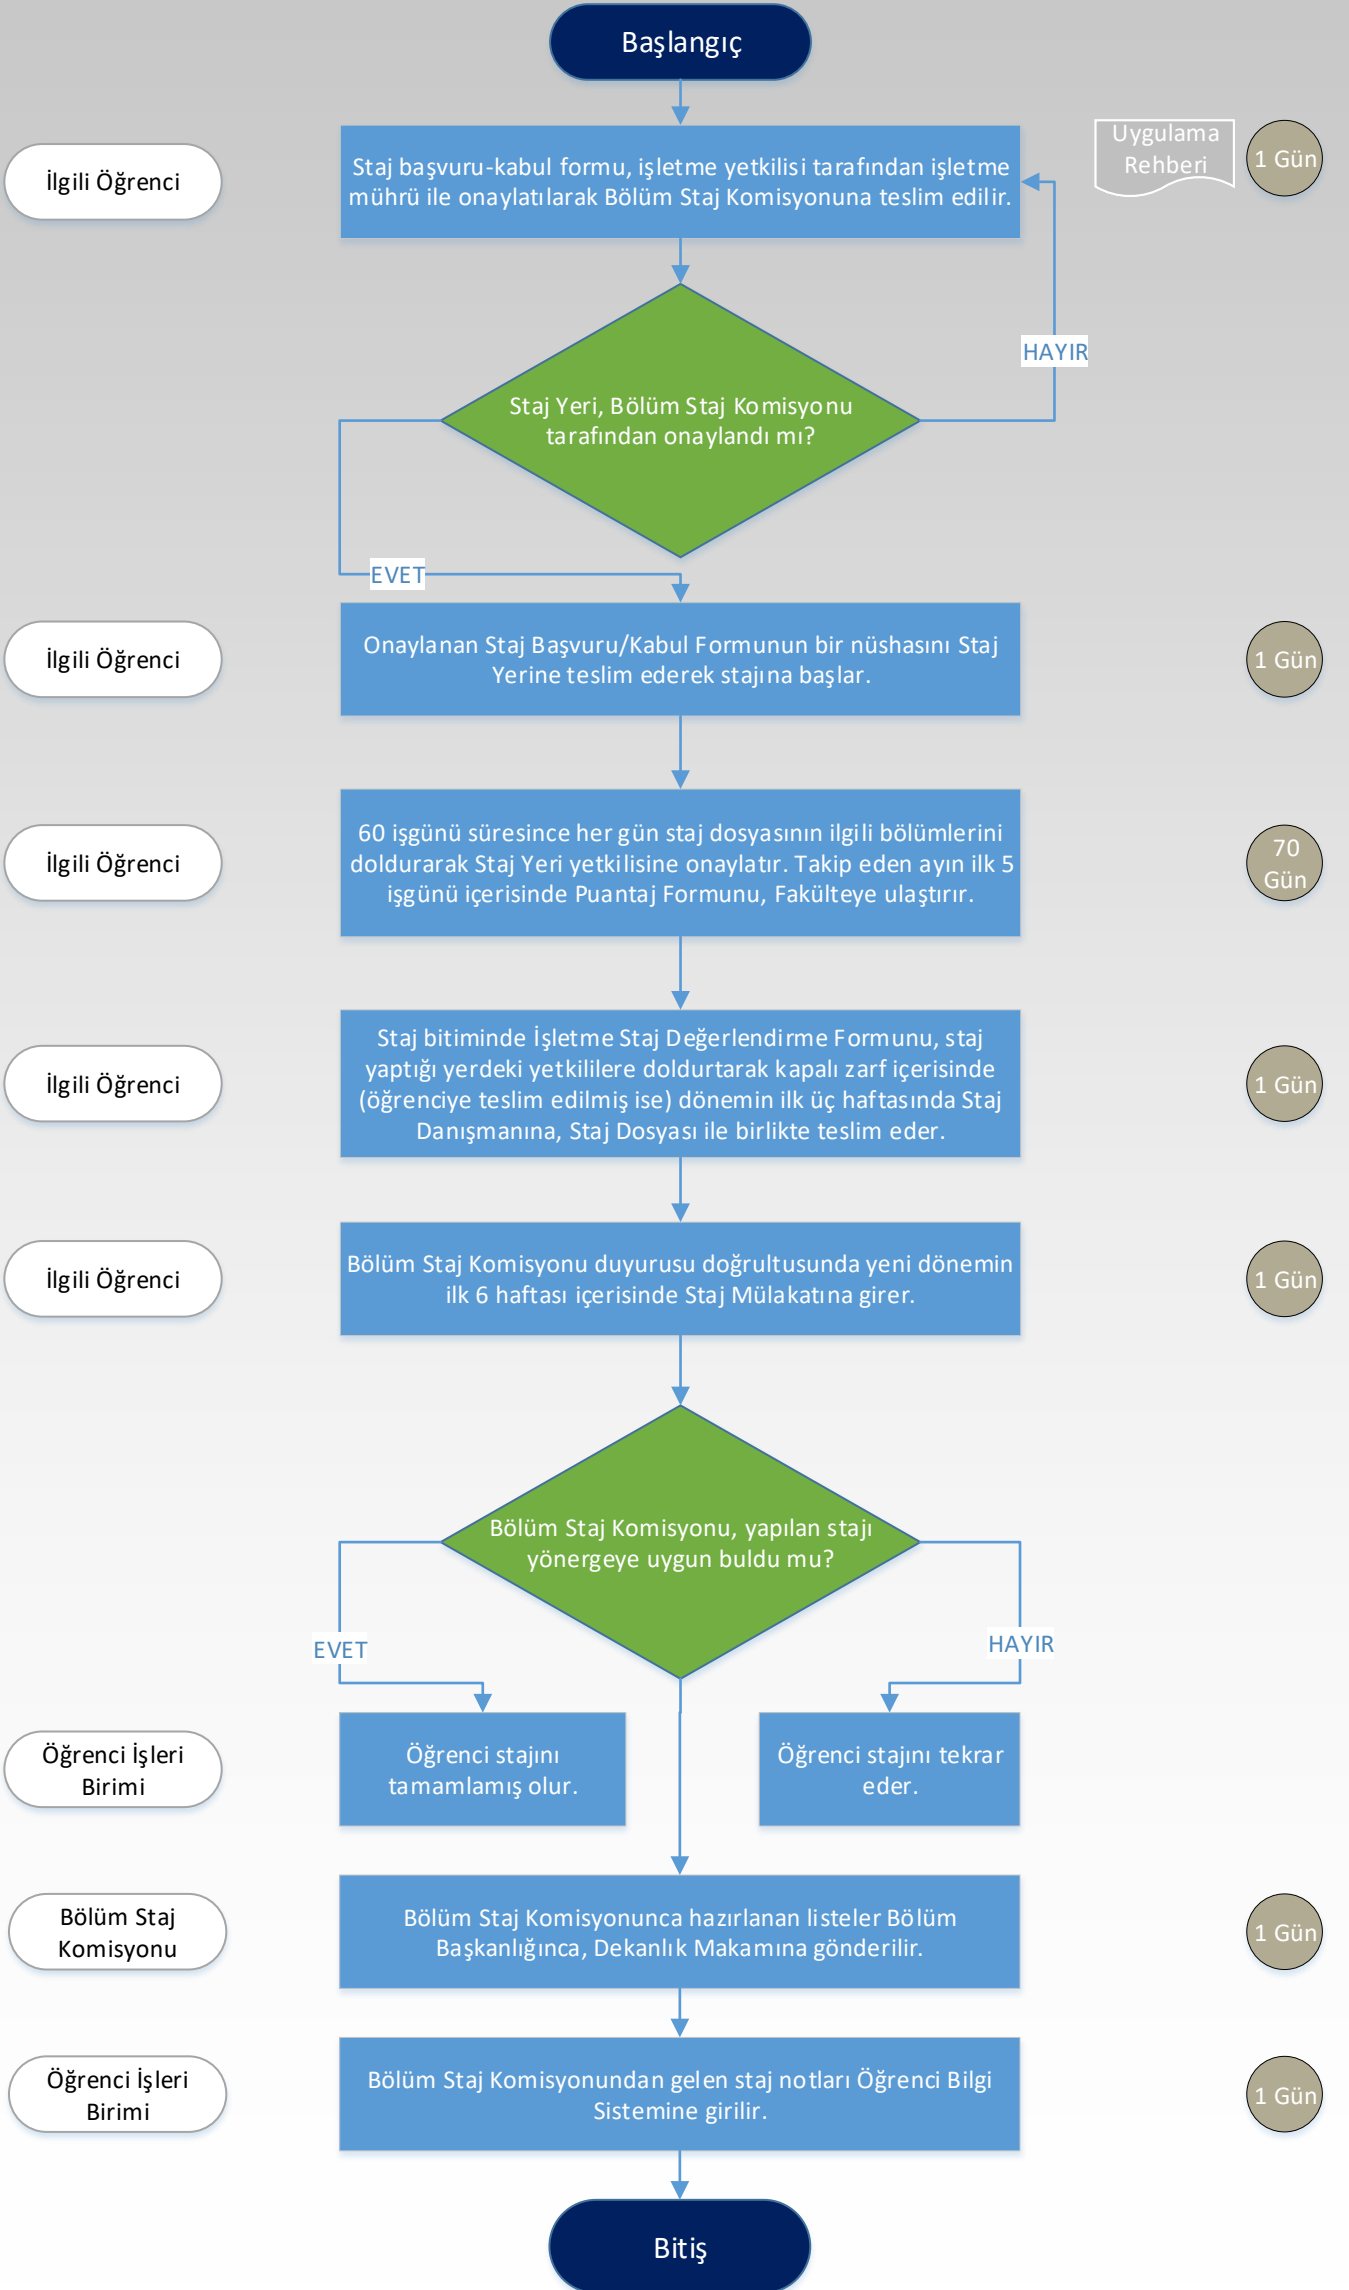 Başlangıç
İlgili Öğrenci
Staj başvuru-kabul formu, işletme yetkilisi tarafından işletme
mührü ile onaylatılarak Bölüm Staj Komisyonuna teslim edilir.
Uygulama
Rehberi
1 Gün
HAYIR
Staj Yeri, Bölüm Staj Komisyonu
tarafından onaylandı mı?
EVET
İlgili Öğrenci
Onaylanan Staj Başvuru/Kabul Formunun bir nüshasını Staj
Yerine teslim ederek stajına başlar.
1 Gün
İlgili Öğrenci
60 işgünü süresince her gün staj dosyasının ilgili bölümlerini
doldurarak Staj Yeri yetkilisine onaylatır. Takip eden ayın ilk 5
işgünü içerisinde Puantaj Formunu, Fakülteye ulaştırır.
70
Gün
İlgili Öğrenci
Staj bitiminde İşletme Staj Değerlendirme Formunu, staj
yaptığı yerdeki yetkililere doldurtarak kapalı zarf içerisinde
(öğrenciye teslim edilmiş ise) dönemin ilk üç haftasında Staj
Danışmanına, Staj Dosyası ile birlikte teslim eder.
1 Gün
İlgili Öğrenci
Bölüm Staj Komisyonu duyurusu doğrultusunda yeni dönemin
ilk 6 haftası içerisinde Staj Mülakatına girer.
1 Gün
Bölüm Staj Komisyonu, yapılan stajı
yönergeye uygun buldu mu?
EVET
HAYIR
Öğrenci İşleri
Birimi
Öğrenci stajını
tamamlamış olur.
Öğrenci stajını tekrar
eder.
Bölüm Staj
Komisyonu
Bölüm Staj Komisyonunca hazırlanan listeler Bölüm
Başkanlığınca, Dekanlık Makamına gönderilir.
1 Gün
Öğrenci İşleri
Birimi
Bölüm Staj Komisyonundan gelen staj notları Öğrenci Bilgi
Sistemine girilir.
1 Gün
Bitiş